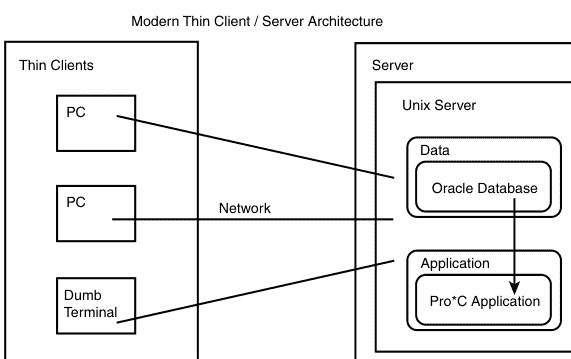 Modern Thin Client / Server Architecture
Thin Clients
PC
PC
Dumb
Terminal
Network
Server
Unix Server
Data
Oracle Database
Application
Pro*C Application